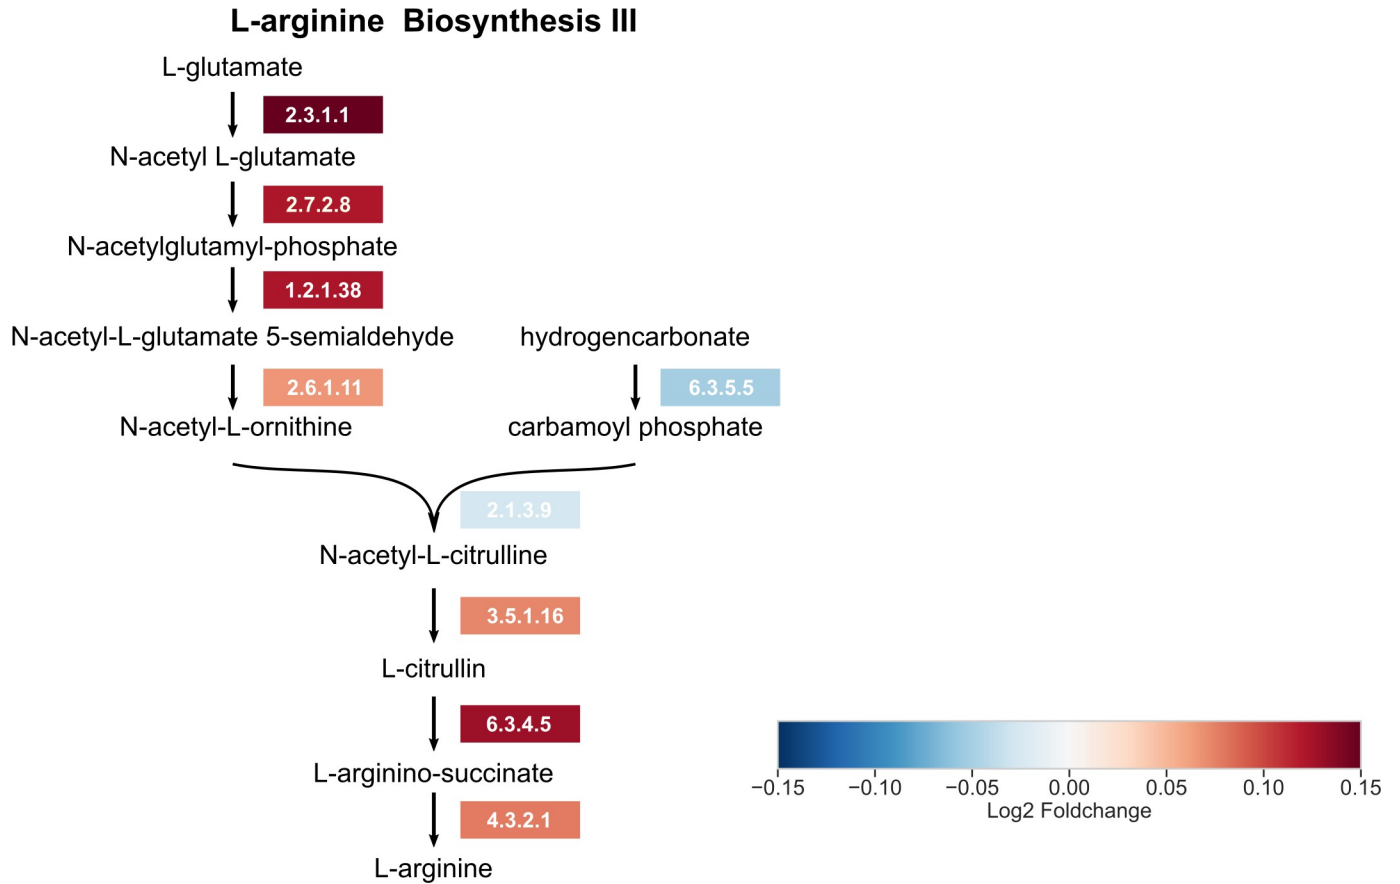 L-arginine Biosynthesis III
L-glutamate
2.3.1.1
N-acetyl L-glutamate
2.7.2.8
N-acetylglutamyl-phosphate
1.2.1.38
N-acetyl-L-glutamate 5-semialdehyde
hydrogencarbonate
2.6.1.11
6.3.5.5
N-acetyl-L-ornithine
carbamoyl phosphate
2.1.3.9
N-acetyl-L-citrulline
3.5.1.16
L-citrullin
6.3.4.5
L-arginino-succinate
4.3.2.1
L-arginine
−0.15 −0.10 −0.05 0.00 0.05 0.10 0.15
Log2 Foldchange